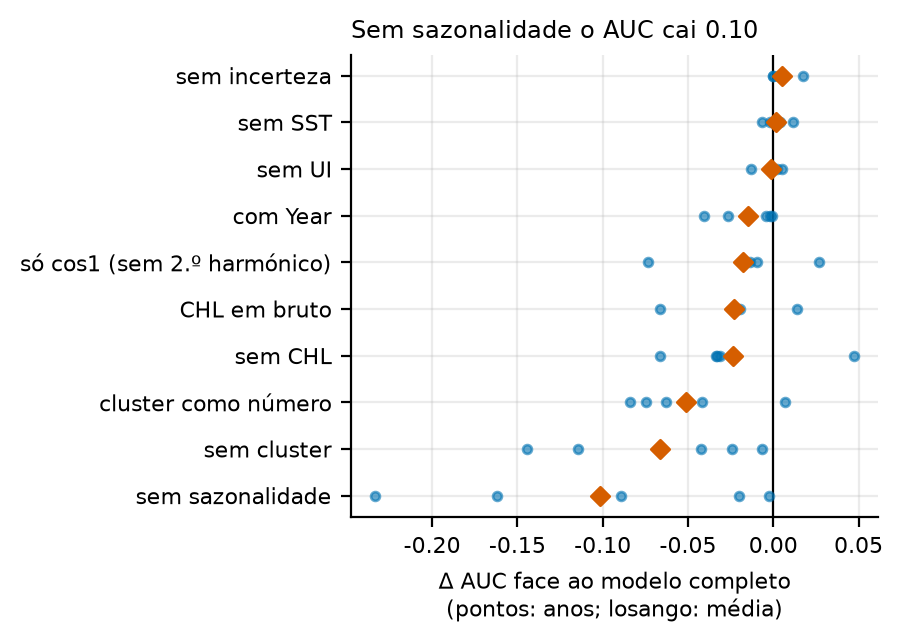 Sem sazonalidade o AUC cai 0.10
sem incerteza
sem SST
sem UI
com Year
só cos1 (sem 2.º harmónico)
CHL em bruto
sem CHL
cluster como número
sem cluster
sem sazonalidade
-0.20 -0.15 -0.10 -0.05 0.00 0.05
Δ AUC face ao modelo completo
(pontos: anos; losango: média)